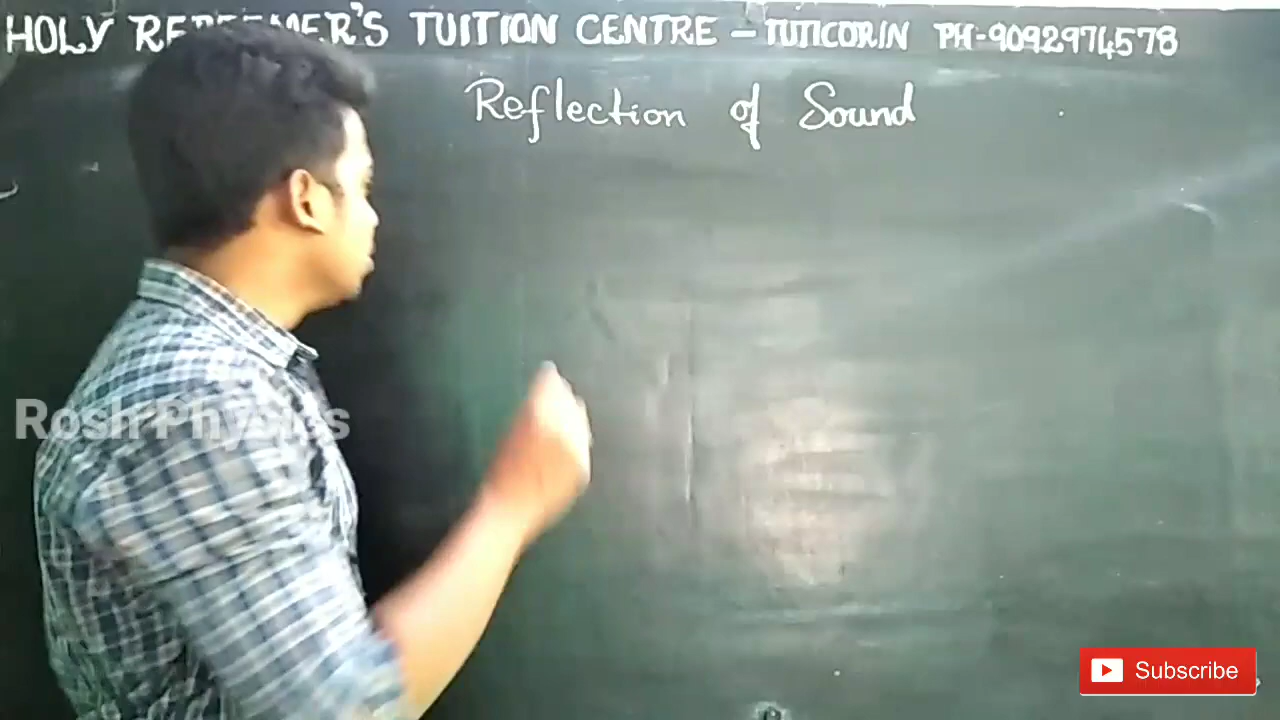 HOLY REDEEMER'S TUITION CENTRE – TUTICORIN PH-9092974578
Reflection of Sound
Rosh Physics
Subscribe